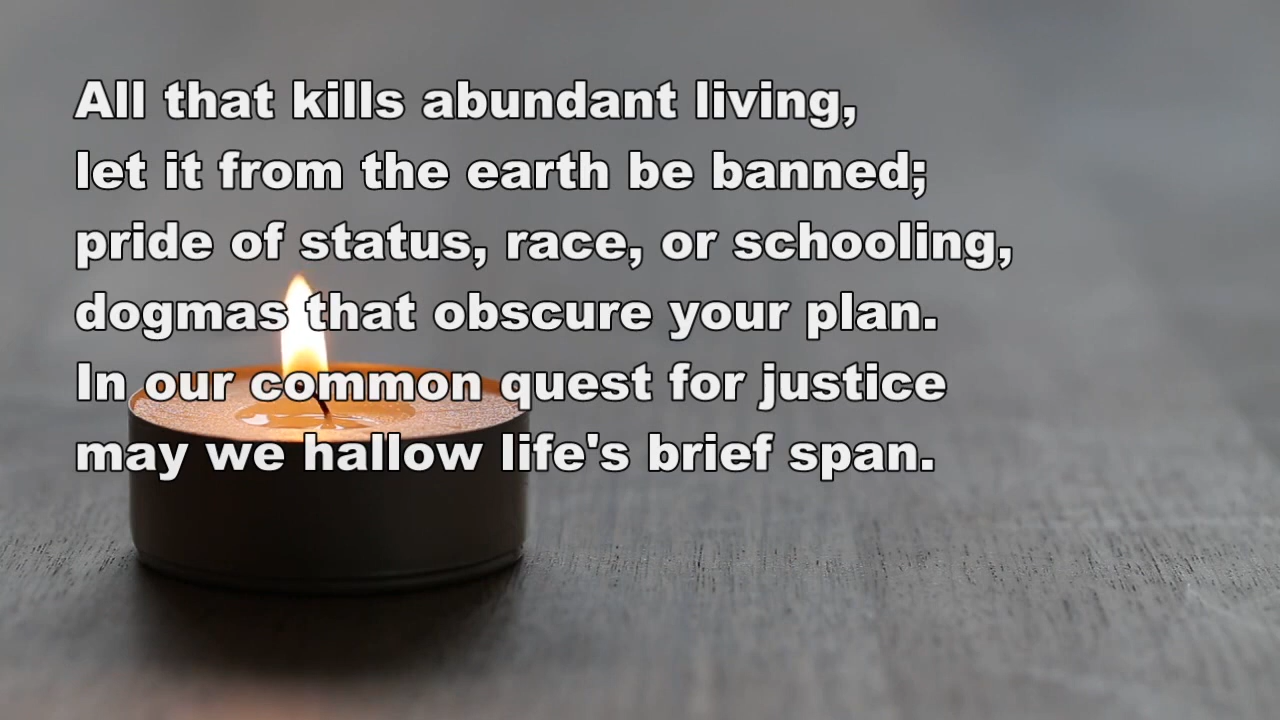 All that kills abundant living,
let it from the earth be banned;
pride of status, race, or schooling,
dogmas that obscure your plan.
In our common quest for justice
may we hallow life's brief span.